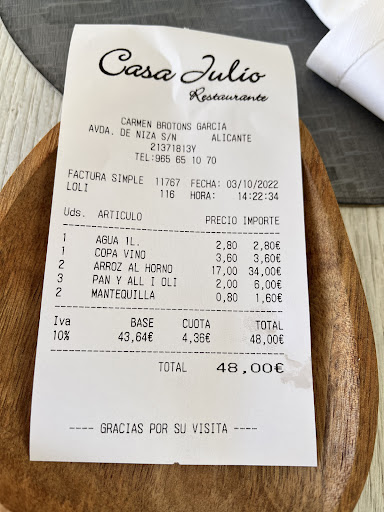 Casa Julio
Restaurante
CARMEN BROTONS GARCIA
AVDA. DE NIZA S/N ALICANTE
21371813Y
TEL:965 65 10 70
FACTURA SIMPLE 11767 FECHA: 03/10/2022
LOLI 116 HORA: 14:22:34
Uds. ARTICULO PRECIO IMPORTE
1 AGUA 1L. 2,80 2,80€
1 COPA VINO 3,60 3,60€
2 ARROZ AL HORNO 17,00 34,00€
3 PAN Y ALL I OLI 2,00 6,00€
2 MANTEQUILLA 0,80 1,60€
Iva BASE CUOTA TOTAL
10% 43,64€ 4,36€ 48,00€
TOTAL 48,00€
---- GRACIAS POR SU VISITA ----